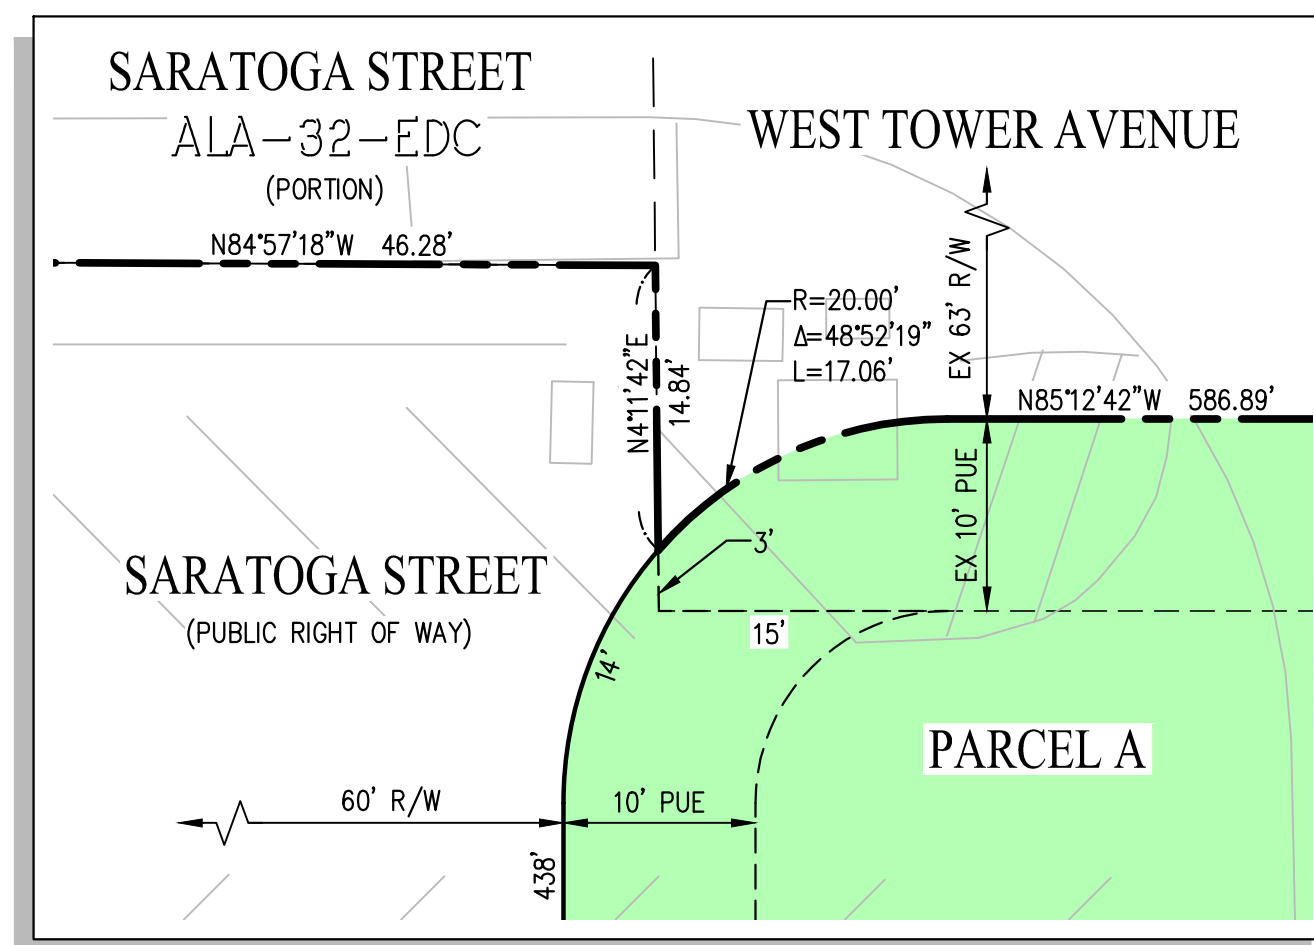 SARATOGA STREET
ALA-32-EDC
(PORTION)
WEST TOWER AVENUE
N84°57'18"W 46.28'
EX 63' R/W
R=20.00'
Δ=48°52'19"
L=17.06'
N4°11'42"E
14.84'
N85°12'42"W 586.89'
EX 10' PUE
3'
SARATOGA STREET
(PUBLIC RIGHT OF WAY)
15'
14'
PARCEL A
60' R/W
10' PUE
438'